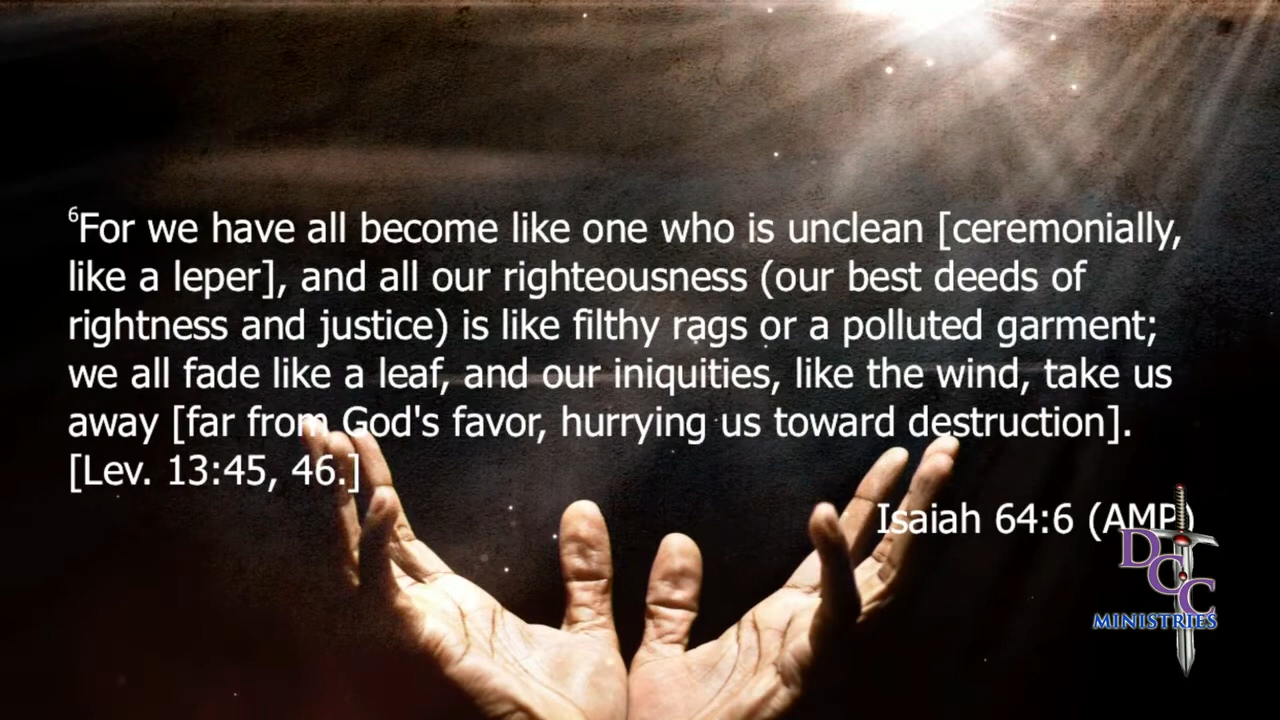 ⁶For we have all become like one who is unclean [ceremonially,
like a leper], and all our righteousness (our best deeds of
rightness and justice) is like filthy rags or a polluted garment;
we all fade like a leaf, and our iniquities, like the wind, take us
away [far from God's favor, hurrying us toward destruction].
[Lev. 13:45, 46.]
Isaiah 64:6 (AMP)
DCC
MINISTRIES